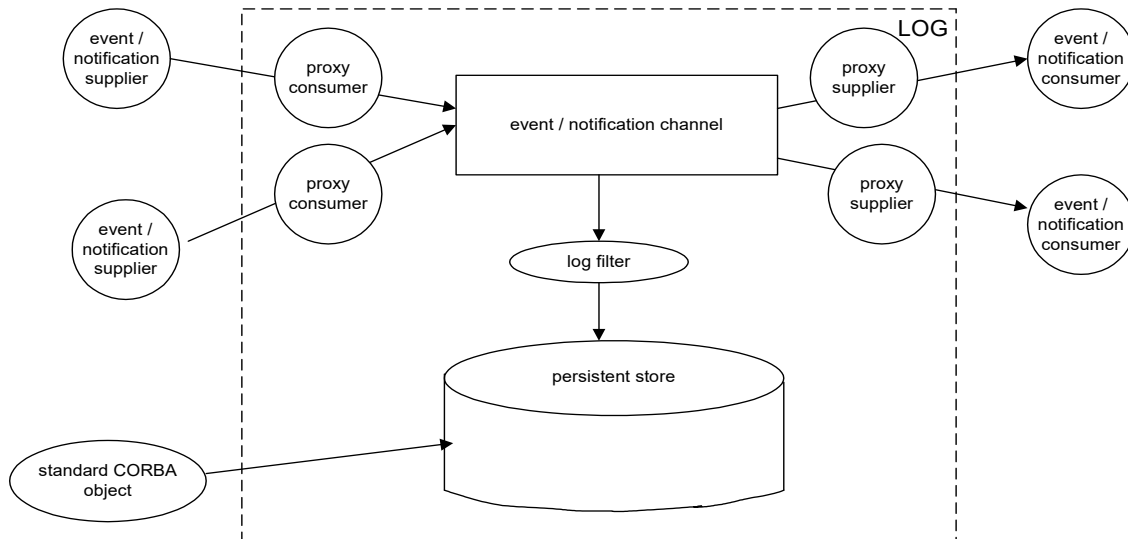 LOG
event /
notification
supplier
proxy
consumer
event / notification channel
proxy
supplier
event /
notification
consumer
proxy
consumer
proxy
supplier
event /
notification
supplier
event /
notification
consumer
log filter
persistent store
standard CORBA
object